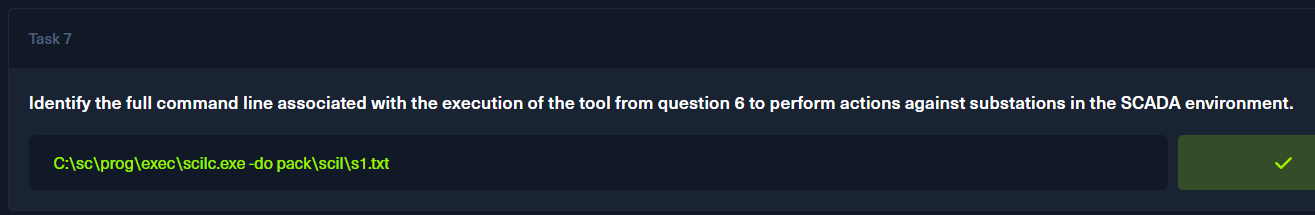 Task 7
Identify the full command line associated with the execution of the tool from question 6 to perform actions against substations in the SCADA environment.
C:\sc\prog\exec\scilc.exe -do pack\scil\s1.txt